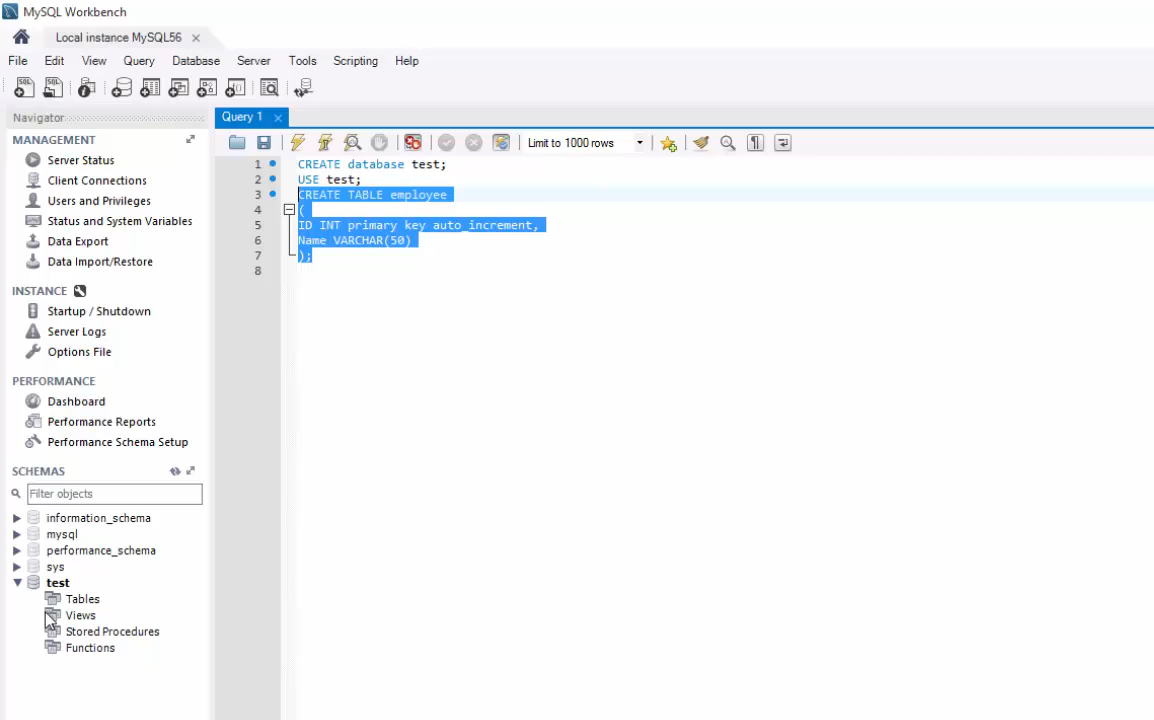 MySQL Workbench
Local instance MySQL56
File Edit View Query Database Server Tools Scripting Help
Navigator
MANAGEMENT
Server Status
Client Connections
Users and Privileges
Status and System Variables
Data Export
Data Import/Restore
INSTANCE
Startup / Shutdown
Server Logs
Options File
PERFORMANCE
Dashboard
Performance Reports
Performance Schema Setup
SCHEMAS
Filter objects
information_schema
mysql
performance_schema
sys
test
Tables
Views
Stored Procedures
Functions
Query 1
Limit to 1000 rows
1 CREATE database test;
2 USE test;
3 CREATE TABLE employee
4 (
5 ID INT primary key auto_increment,
6 Name VARCHAR(50)
7 );
8